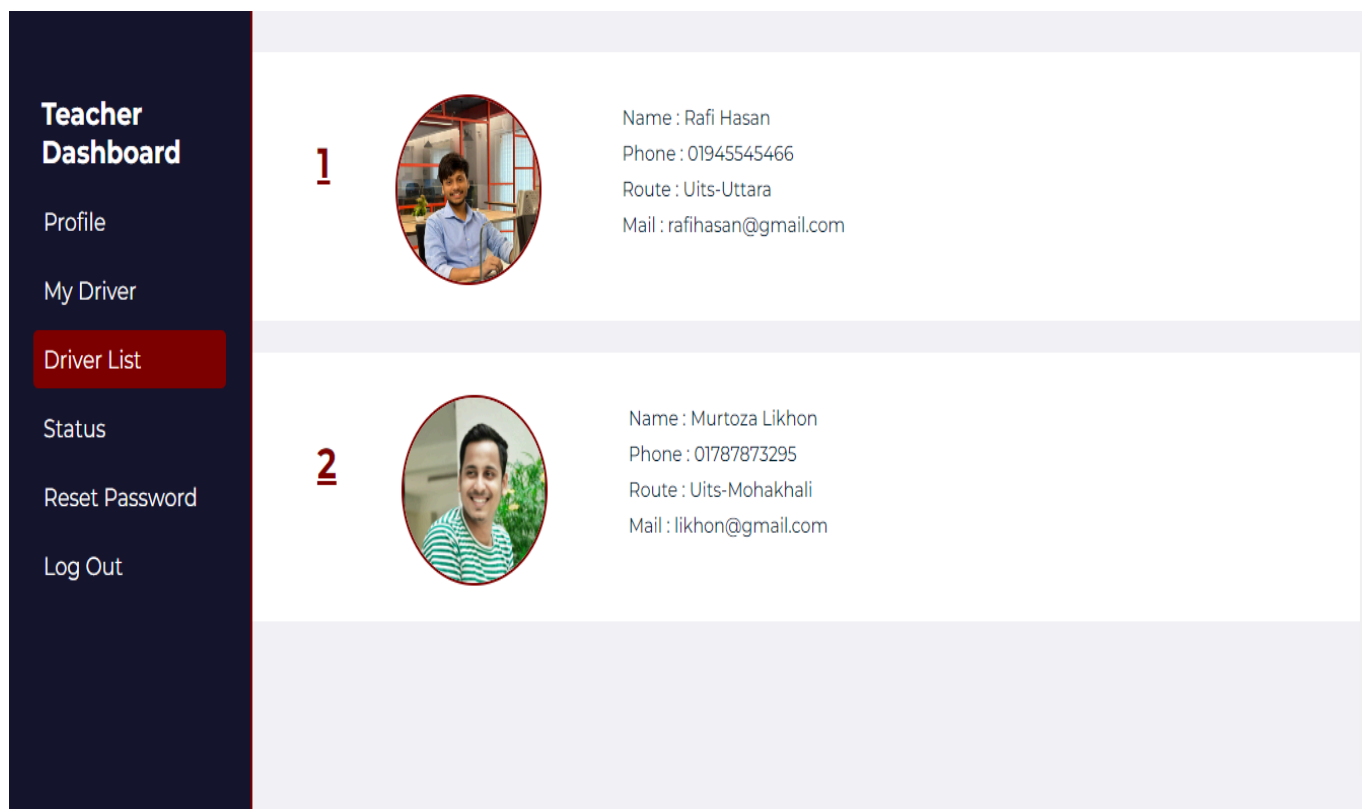 Teacher
Dashboard
Profile
My Driver
Driver List
Status
Reset Password
Log Out
1
Name : Rafi Hasan
Phone : 01945545466
Route : Uits-Uttara
Mail : rafihasan@gmail.com
2
Name : Murtoza Likhon
Phone : 01787873295
Route : Uits-Mohakhali
Mail : likhon@gmail.com